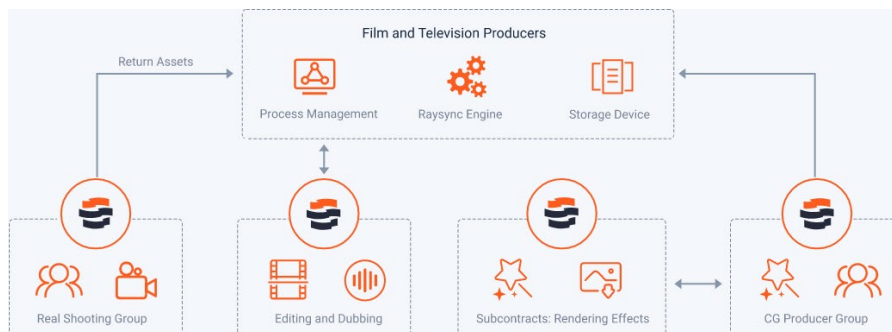 Film and Television Producers
Return Assets
Process Management
Raysync Engine
Storage Device
Real Shooting Group
Editing and Dubbing
Subcontracts: Rendering Effects
CG Producer Group